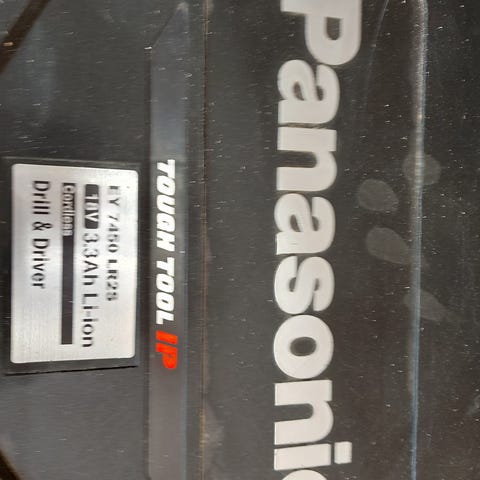 Panasonic
TOUGH TOOL IP
EY 7450 LR2S
18V 3.3Ah Li-ion
Cordless
Drill & Driver